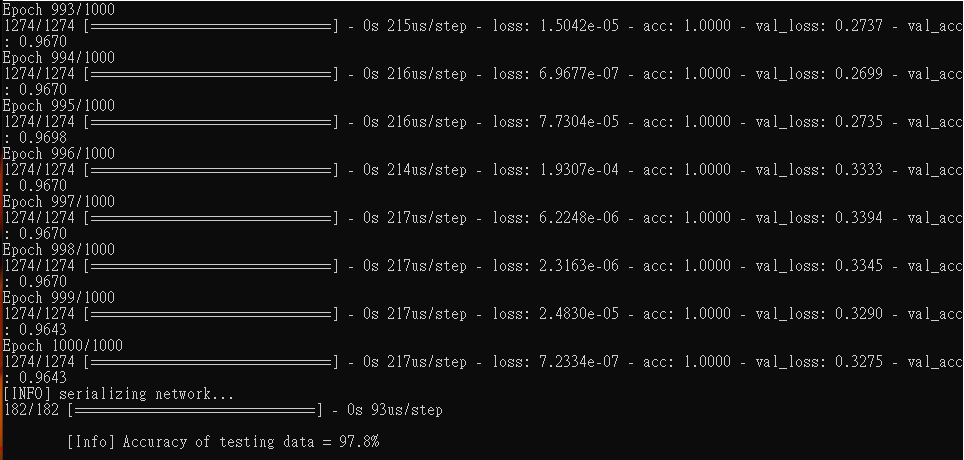 Epoch 993/1000
1274/1274 [==============================] - 0s 215us/step - loss: 1.5042e-05 - acc: 1.0000 - val_loss: 0.2737 - val_acc
: 0.9670
Epoch 994/1000
1274/1274 [==============================] - 0s 216us/step - loss: 6.9677e-07 - acc: 1.0000 - val_loss: 0.2699 - val_acc
: 0.9670
Epoch 995/1000
1274/1274 [==============================] - 0s 216us/step - loss: 7.7304e-05 - acc: 1.0000 - val_loss: 0.2735 - val_acc
: 0.9698
Epoch 996/1000
1274/1274 [==============================] - 0s 214us/step - loss: 1.9307e-04 - acc: 1.0000 - val_loss: 0.3333 - val_acc
: 0.9670
Epoch 997/1000
1274/1274 [==============================] - 0s 217us/step - loss: 6.2248e-06 - acc: 1.0000 - val_loss: 0.3394 - val_acc
: 0.9670
Epoch 998/1000
1274/1274 [==============================] - 0s 217us/step - loss: 2.3163e-06 - acc: 1.0000 - val_loss: 0.3345 - val_acc
: 0.9670
Epoch 999/1000
1274/1274 [==============================] - 0s 217us/step - loss: 2.4830e-05 - acc: 1.0000 - val_loss: 0.3290 - val_acc
: 0.9643
Epoch 1000/1000
1274/1274 [==============================] - 0s 217us/step - loss: 7.2334e-07 - acc: 1.0000 - val_loss: 0.3275 - val_acc
: 0.9643
[INFO] serializing network...
182/182 [==============================] - 0s 93us/step
[Info] Accuracy of testing data = 97.8%